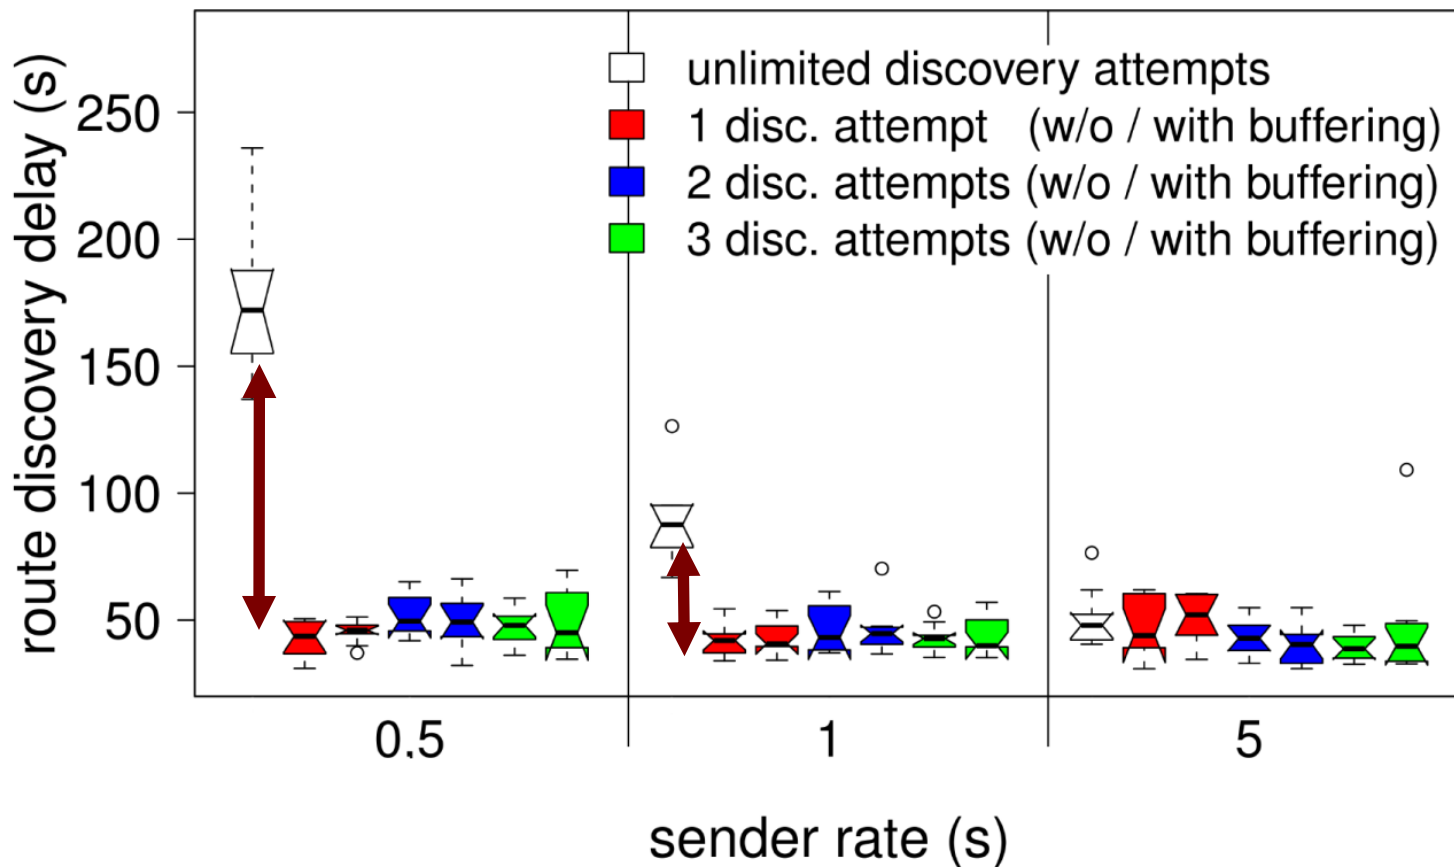 route discovery delay (s)
250
200
150
100
50
unlimited discovery attempts
1 disc. attempt (w/o / with buffering)
2 disc. attempts (w/o / with buffering)
3 disc. attempts (w/o / with buffering)
0.5 1 5
sender rate (s)